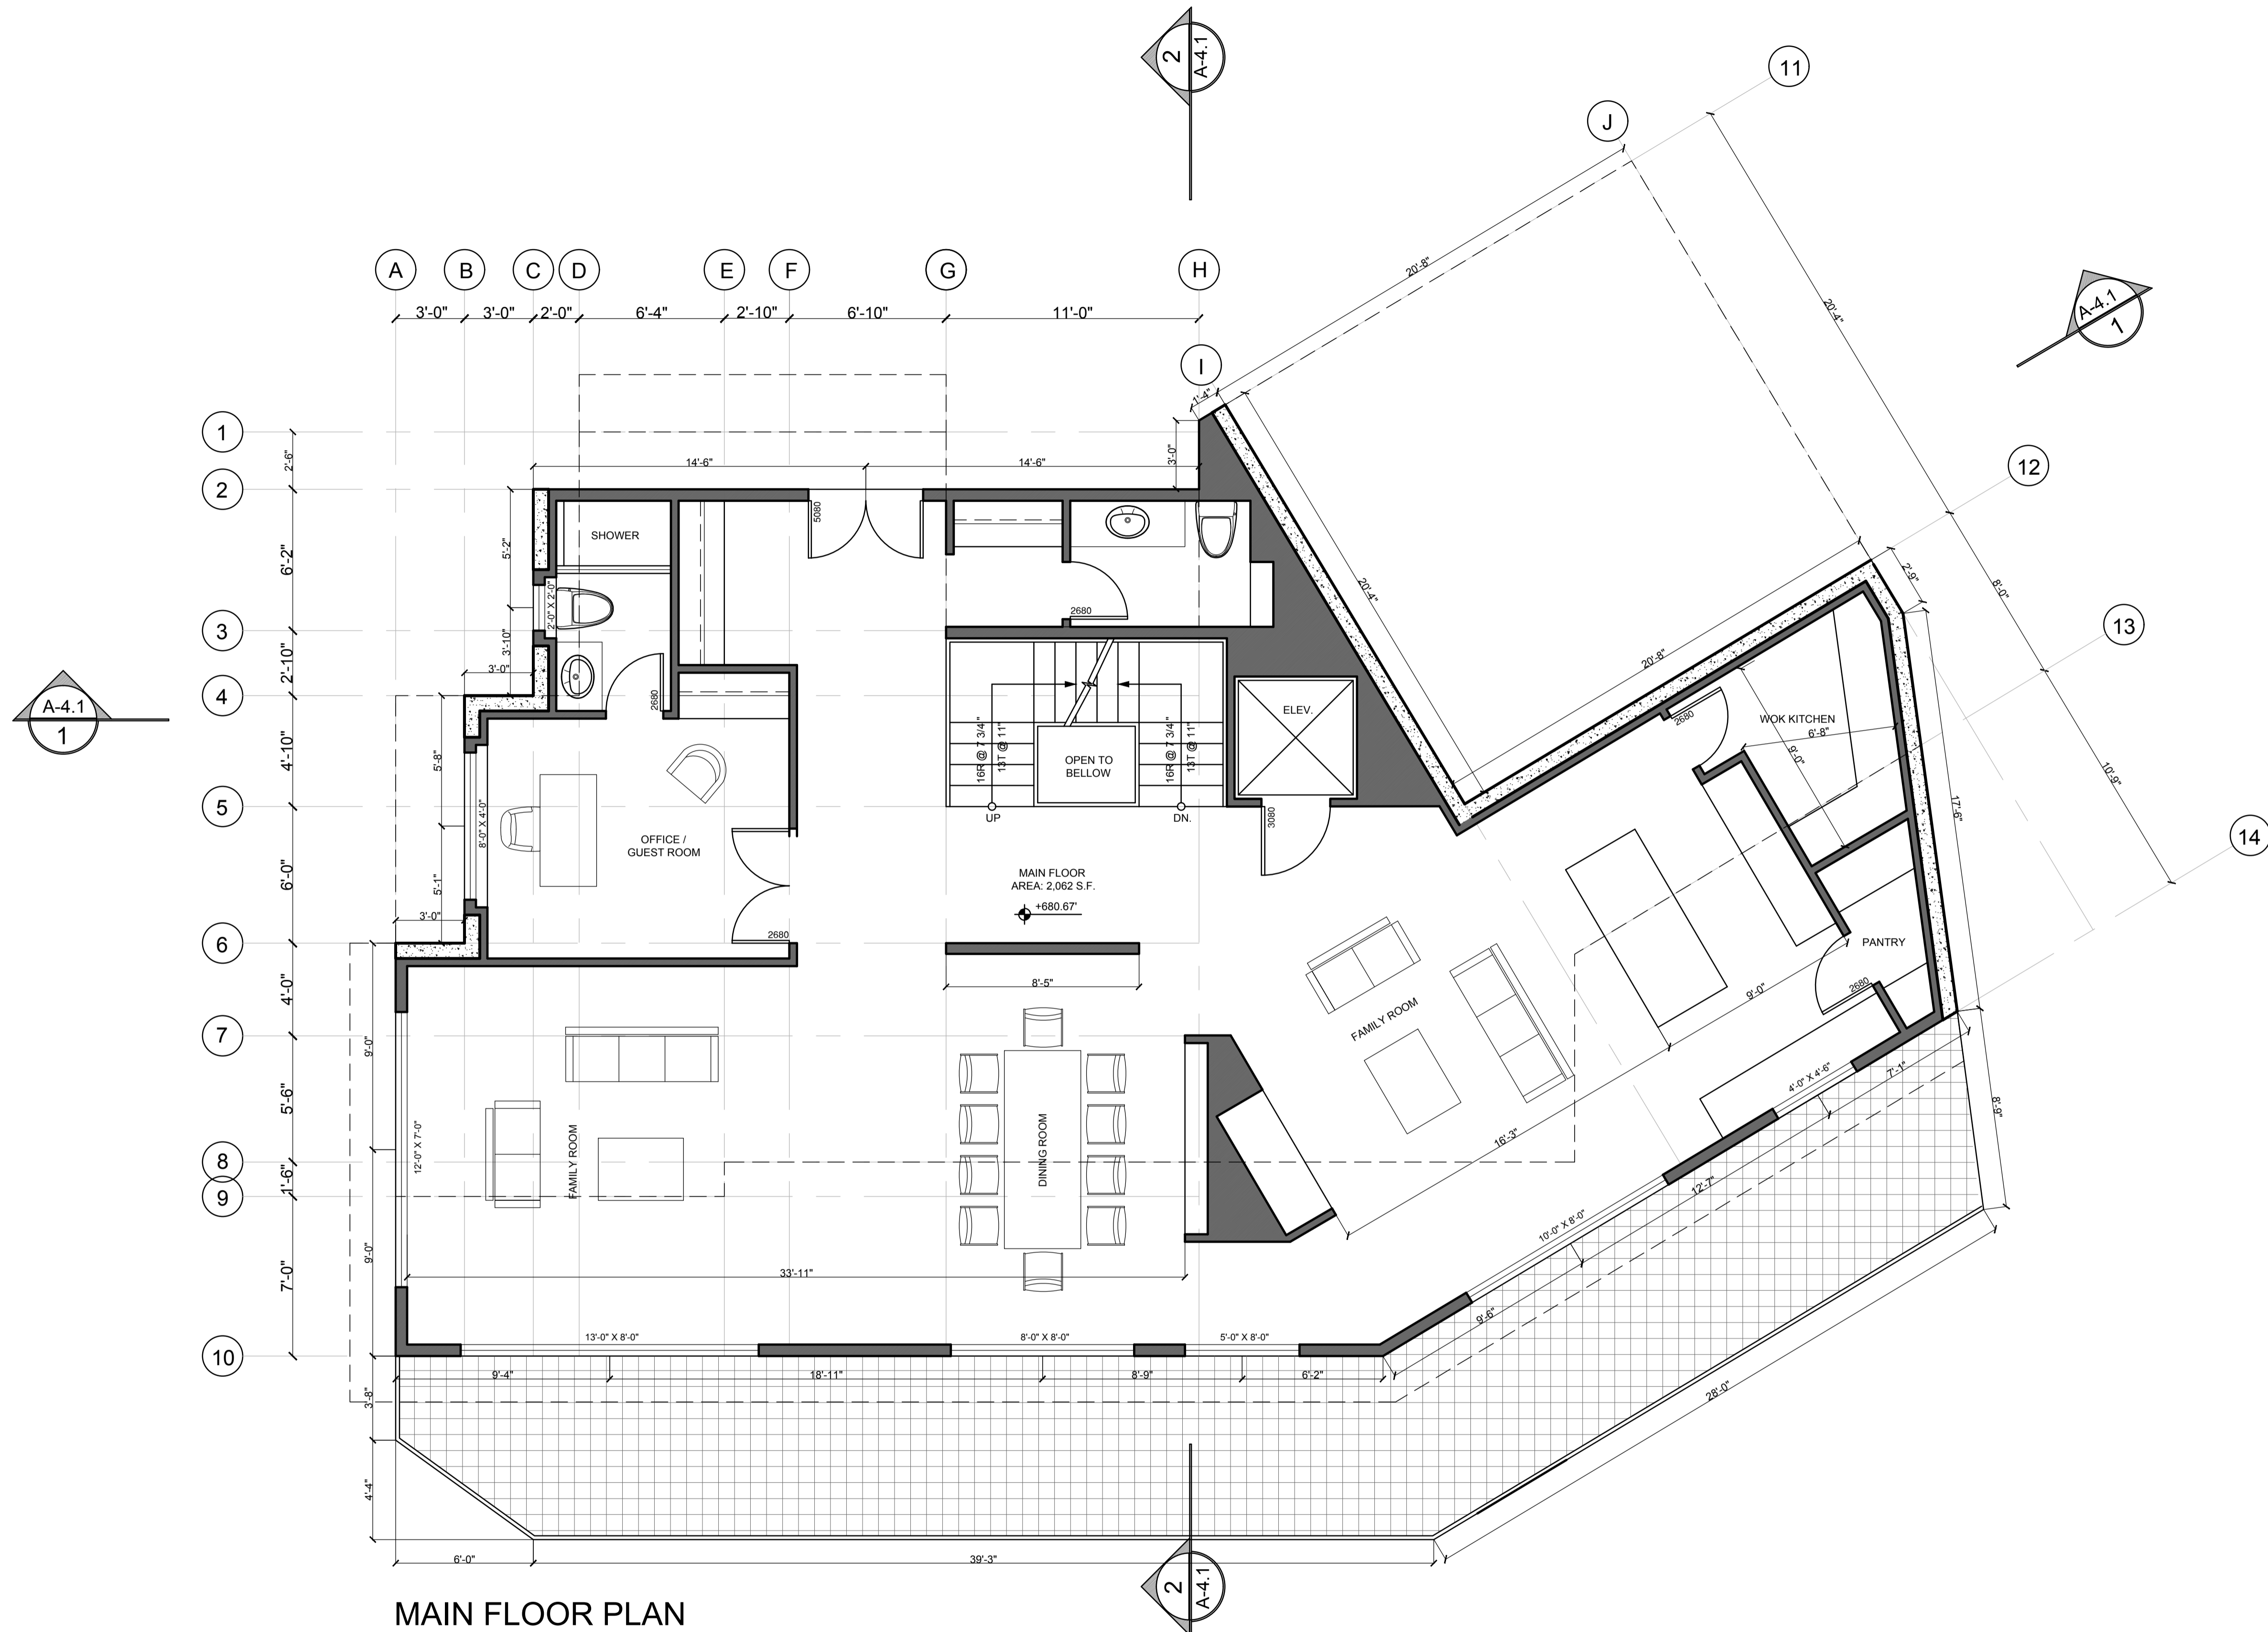 2
A-4.1
11
J
A B C D E F G H
3'-0" 3'-0" 2'-0" 6'-4" 2'-10" 6'-10" 11'-0"
20'-8"
20'-4"
A-4.1
1
I
1'-4"
1
2'-6"
3'-0"
14'-6" 14'-6"
2
12
5080
SHOWER
5'-2"
6'-2"
2'-0" X 2'-0"
20'-4"
2'-9"
8'-0"
2680
3
13
3'-10"
2'-10"
3'-0"
20'-8"
2680
4
A-4.1
1
ELEV.
2680
WOK KITCHEN
6'-8"
9'-0"
4'-10"
5'-8"
16R @ 7 3/4"
13T @ 11"
OPEN TO
BELLOW
16R @ 7 3/4"
13T @ 11"
10'-9"
5
8'-0" X 4'-0"
UP
DN.
3080
17'-6"
14
OFFICE /
GUEST ROOM
6'-0"
5'-1"
MAIN FLOOR
AREA: 2,062 S.F.
+680.67'
3'-0"
2680
6
PANTRY
8'-5"
2680
9'-0"
4'-0"
FAMILY ROOM
7
9'-0"
4'-0" X 4'-6"
7'-1"
8'-9"
5'-6"
12'-0" X 7'-0"
FAMILY ROOM
DINING ROOM
16'-3"
8
1'-6"
9
12'-7"
10'-0" X 8'-0"
9'-0"
7'-0"
33'-11"
9'-6"
13'-0" X 8'-0"
8'-0" X 8'-0"
5'-0" X 8'-0"
10
9'-4" 18'-11" 8'-9" 6'-2"
3'-8"
28'-0"
4'-4"
6'-0" 39'-3"
2
A-4.1
MAIN FLOOR PLAN